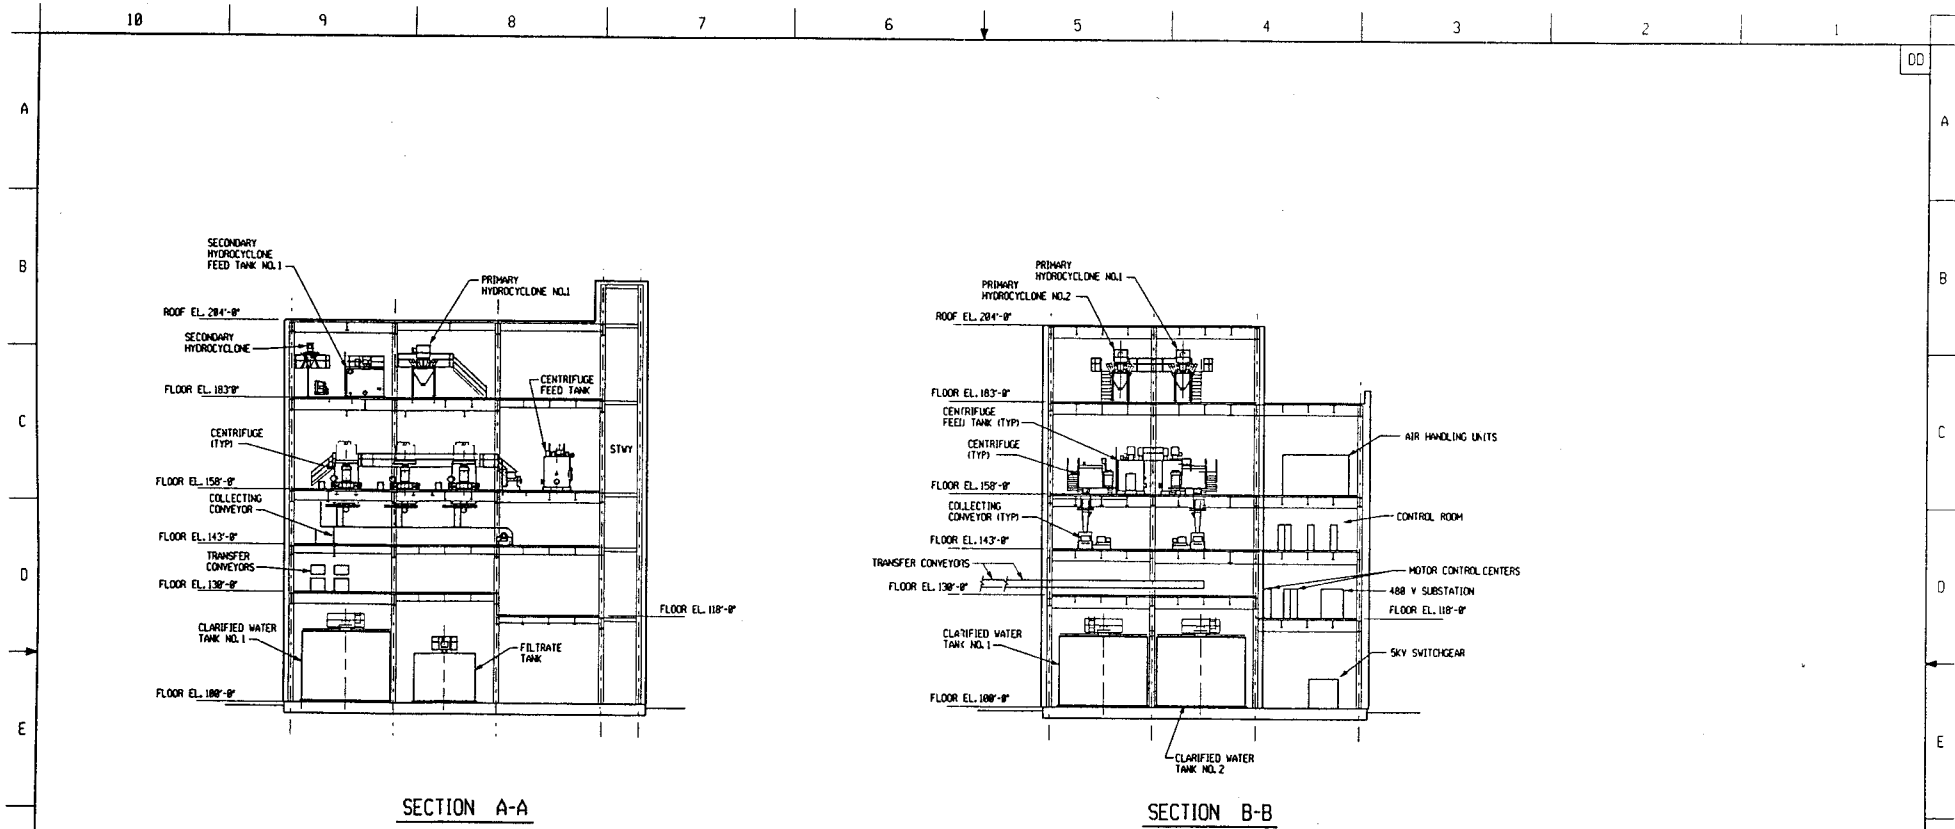 10 9 8 7 6 5 4 3 2 1
DD
A A
B B
C C
D D
E E
SECONDARY
HYDROCYCLONE
FEED TANK NO.1
PRIMARY
HYDROCYCLONE NO.1
ROOF EL. 204'-0"
SECONDARY
HYDROCYCLONE
FLOOR EL. 183'0"
CENTRIFUGE
FEED TANK
CENTRIFUGE
(TYP)
STWY
FLOOR EL. 158'-0"
COLLECTING
CONVEYOR
FLOOR EL. 143'-0"
TRANSFER
CONVEYORS
FLOOR EL. 130'-0"
FLOOR EL. 118'-0"
CLARIFIED WATER
TANK NO.1
FILTRATE
TANK
FLOOR EL. 100'-0"
SECTION A-A
PRIMARY
HYDROCYCLONE NO.1
PRIMARY
HYDROCYCLONE NO.2
ROOF EL. 204'-0"
FLOOR EL. 183'-0"
CENTRIFUGE
FEED TANK (TYP)
CENTRIFUGE
(TYP)
AIR HANDLING UNITS
FLOOR EL. 158'-0"
COLLECTING
CONVEYOR (TYP)
CONTROL ROOM
FLOOR EL. 143'-0"
TRANSFER CONVEYORS
MOTOR CONTROL CENTERS
FLOOR EL. 130'-0"
480 V SUBSTATION
FLOOR EL. 118'-0"
CLARIFIED WATER
TANK NO.1
5KV SWITCHGEAR
FLOOR EL. 100'-0"
CLARIFIED WATER
TANK NO.2
SECTION B-B